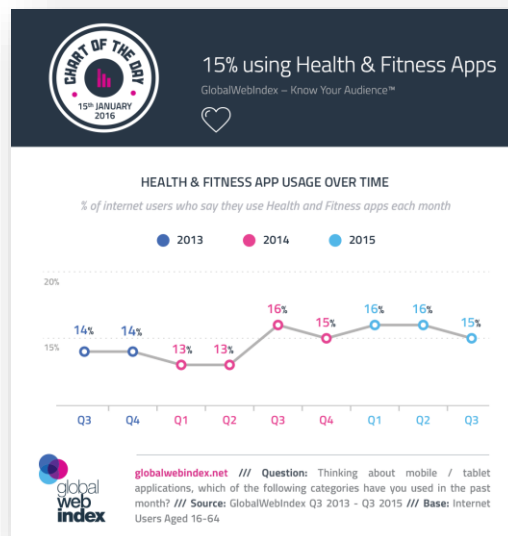 CHART OF THE DAY
15th JANUARY
2016
15% using Health & Fitness Apps
GlobalWebIndex – Know Your Audience™
HEALTH & FITNESS APP USAGE OVER TIME
% of internet users who say they use Health and Fitness apps each month
2013 2014 2015
20%
14% 14% 13% 13% 16% 15% 16% 16% 15%
15%
Q3 Q4 Q1 Q2 Q3 Q4 Q1 Q2 Q3
global
web
index
globalwebindex.net /// Question: Thinking about mobile / tablet
applications, which of the following categories have you used in the past
month? /// Source: GlobalWebIndex Q3 2013 - Q3 2015 /// Base: Internet
Users Aged 16-64